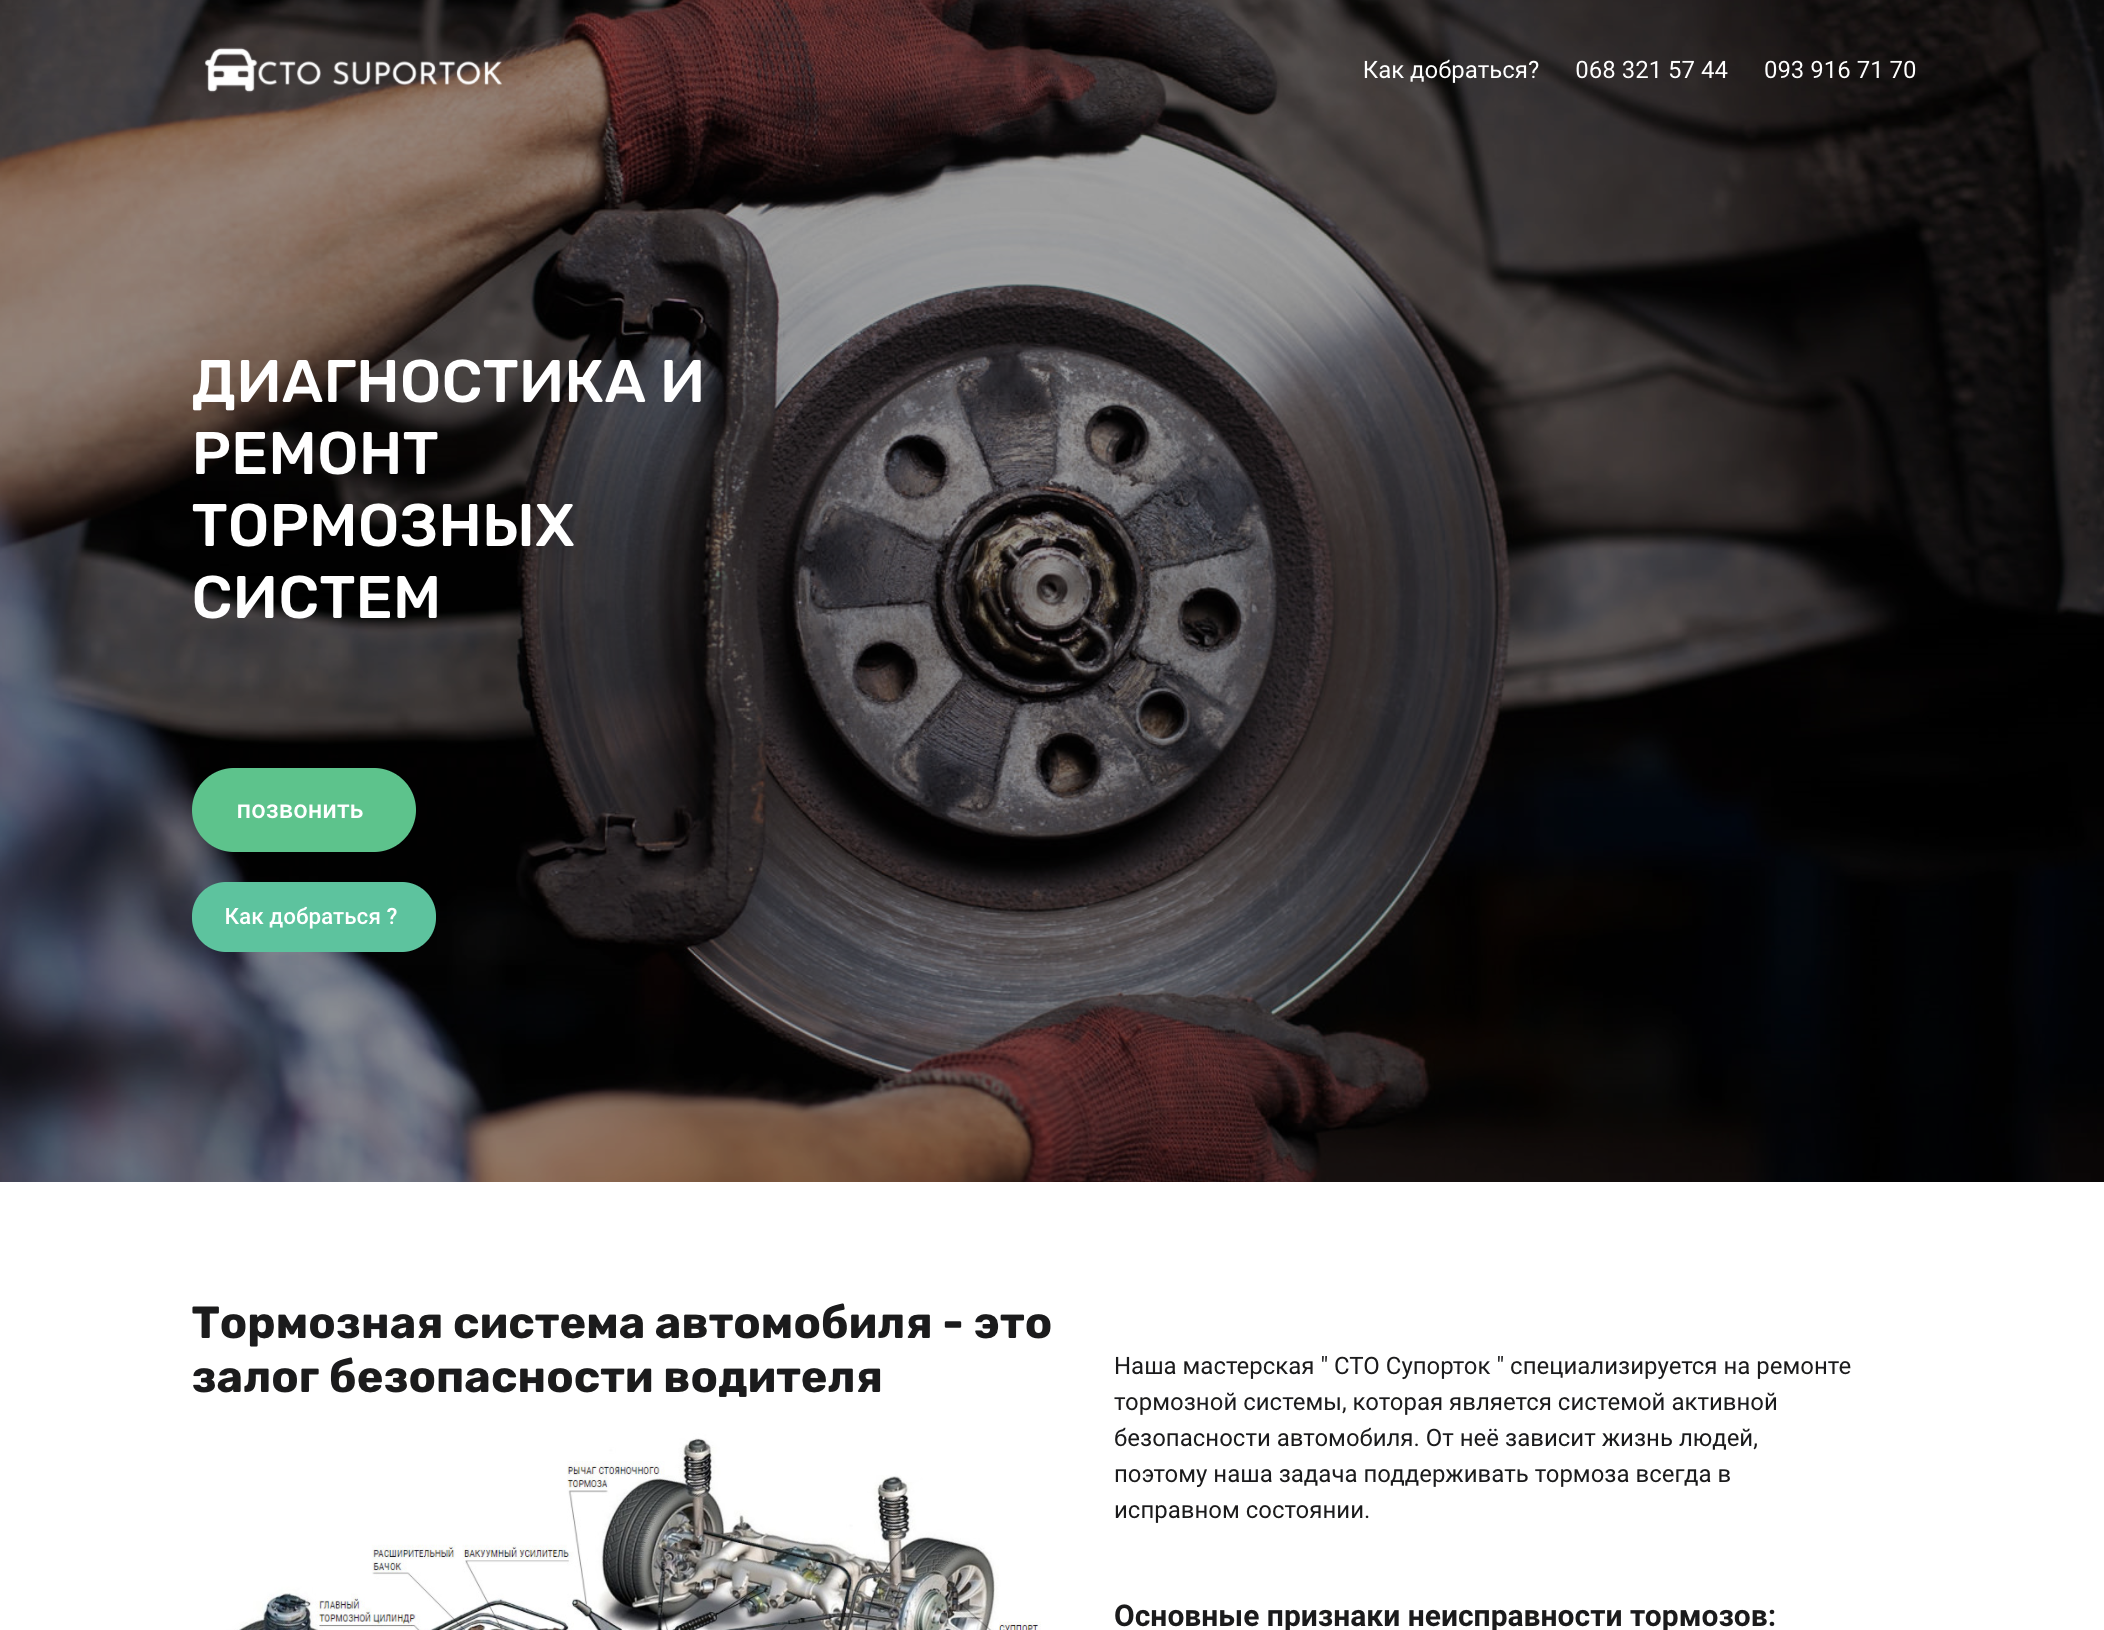 СТО SUPORTOK
Как добраться?
068 321 57 44
093 916 71 70
ДИАГНОСТИКА И
РЕМОНТ
ТОРМОЗНЫХ
СИСТЕМ
позвонить
Как добраться ?
Тормозная система автомобиля - это
залог безопасности водителя
РЫЧАГ СТОЯНОЧНОГО
ТОРМОЗА
РАСШИРИТЕЛЬНЫЙ
БАЧОК
ВАКУУМНЫЙ УСИЛИТЕЛЬ
ГЛАВНЫЙ
ТОРМОЗНОЙ ЦИЛИНДР
СУППОРТ
Наша мастерская " СТО Супорток " специализируется на ремонте
тормозной системы, которая является системой активной
безопасности автомобиля. От неё зависит жизнь людей,
поэтому наша задача поддерживать тормоза всегда в
исправном состоянии.
Основные признаки неисправности тормозов: